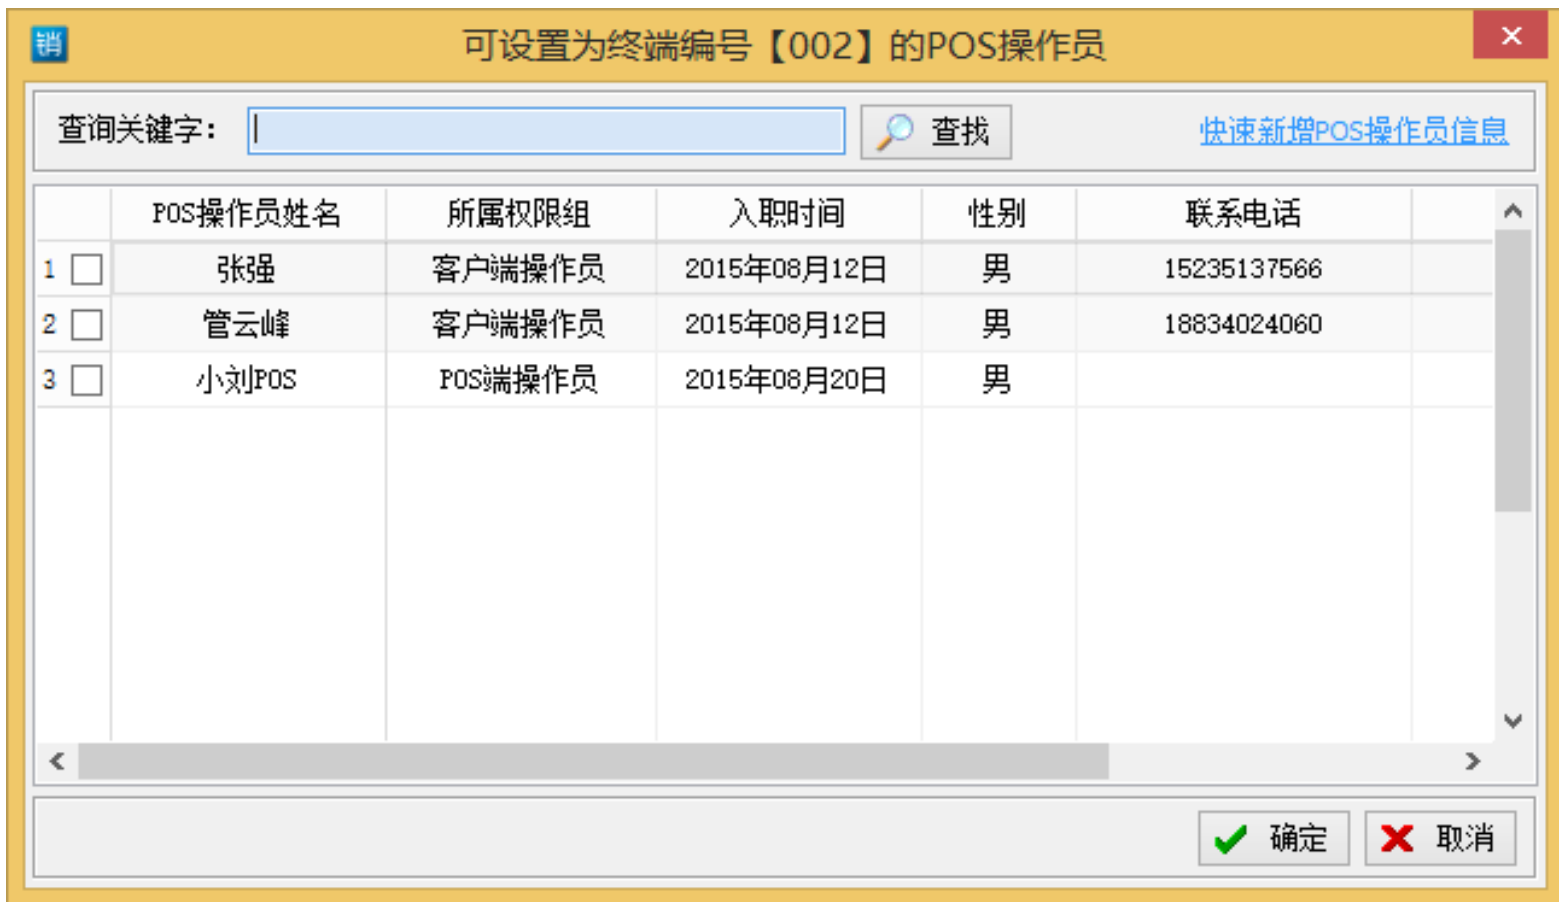 销 可设置为终端编号【002】的POS操作员
查询关键字: 查找 快速新增POS操作员信息
POS操作员姓名 所属权限组 入职时间 性别 联系电话
1 张强 客户端操作员 2015年08月12日 男 15235137566
2 管云峰 客户端操作员 2015年08月12日 男 18834024060
3 小刘POS POS端操作员 2015年08月20日 男
确定 取消